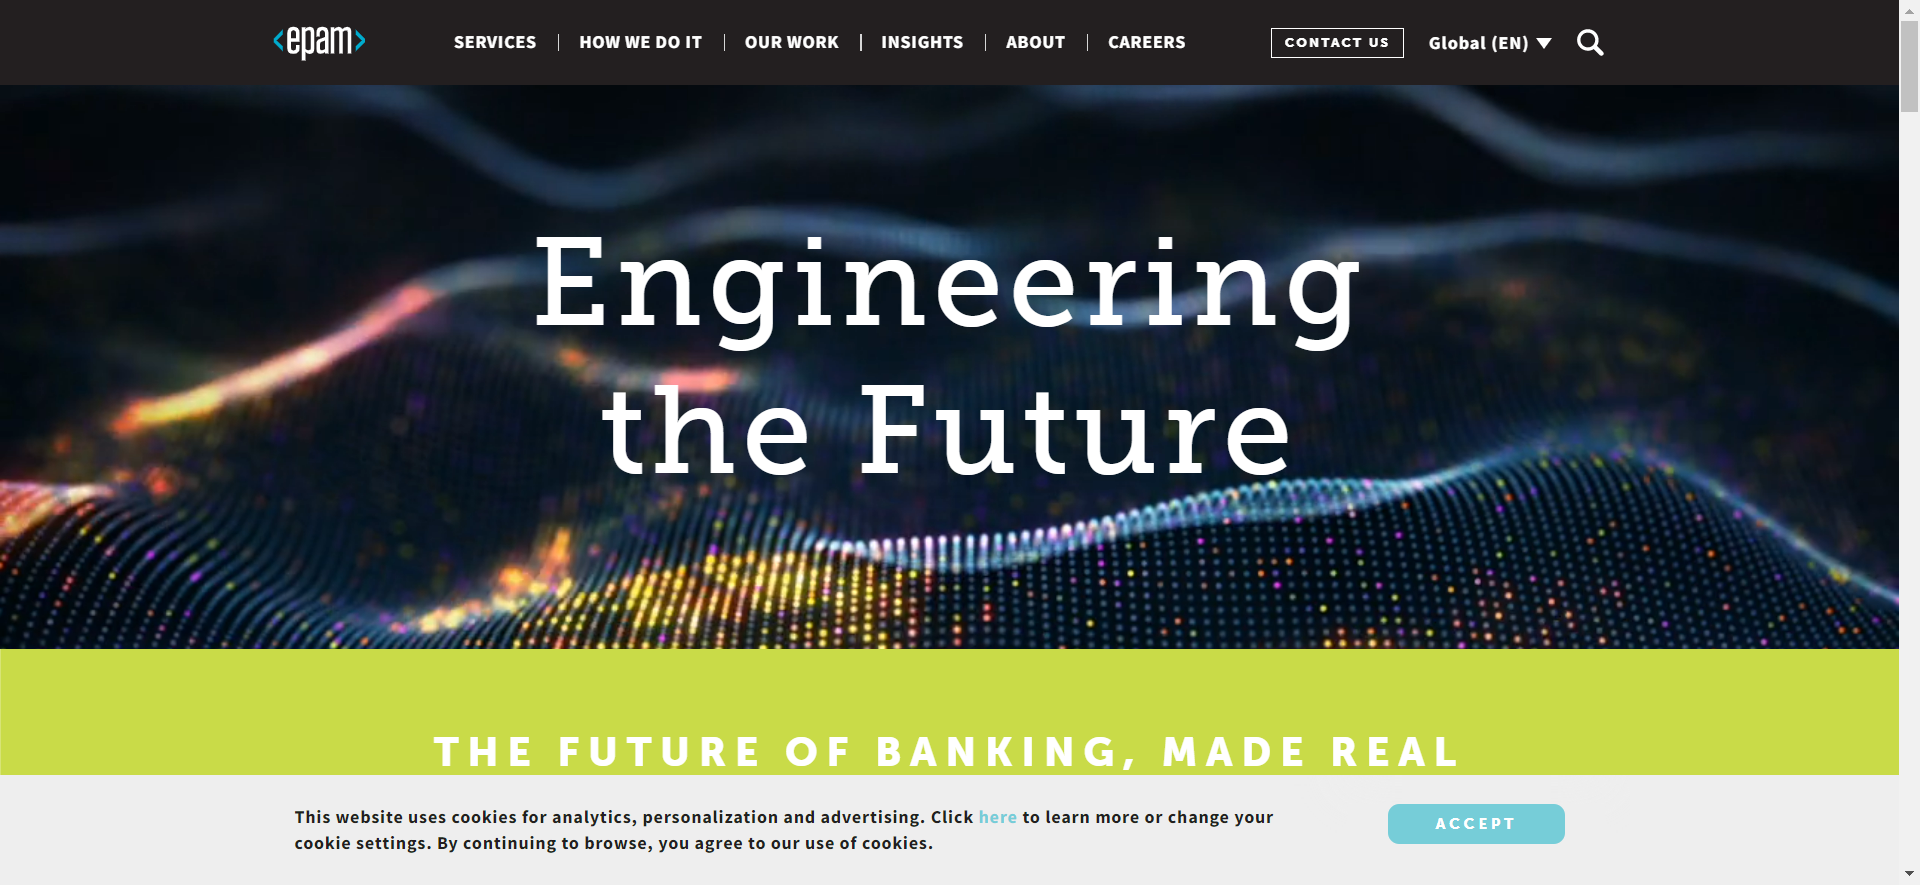 <epam>
SERVICES | HOW WE DO IT | OUR WORK | INSIGHTS | ABOUT | CAREERS
CONTACT US
Global (EN)
Engineering
the Future
THE FUTURE OF BANKING, MADE REAL
This website uses cookies for analytics, personalization and advertising. Click here to learn more or change your
cookie settings. By continuing to browse, you agree to our use of cookies.
ACCEPT